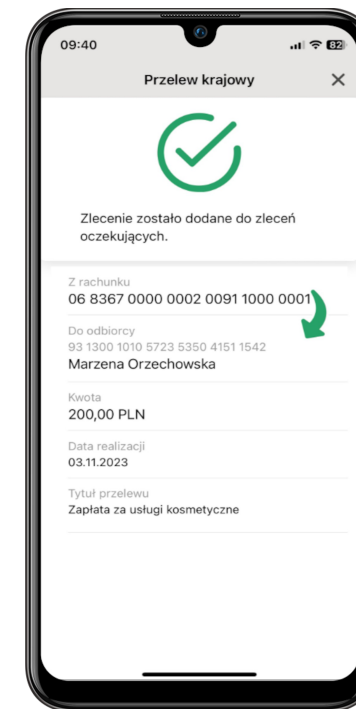 09:40
82
Przelew krajowy
Zlecenie zostało dodane do zleceń
oczekujących.
Z rachunku
06 8367 0000 0002 0091 1000 0001
Do odbiorcy
93 1300 1010 5723 5350 4151 1542
Marzena Orzechowska
Kwota
200,00 PLN
Data realizacji
03.11.2023
Tytuł przelewu
Zapłata za usługi kosmetyczne